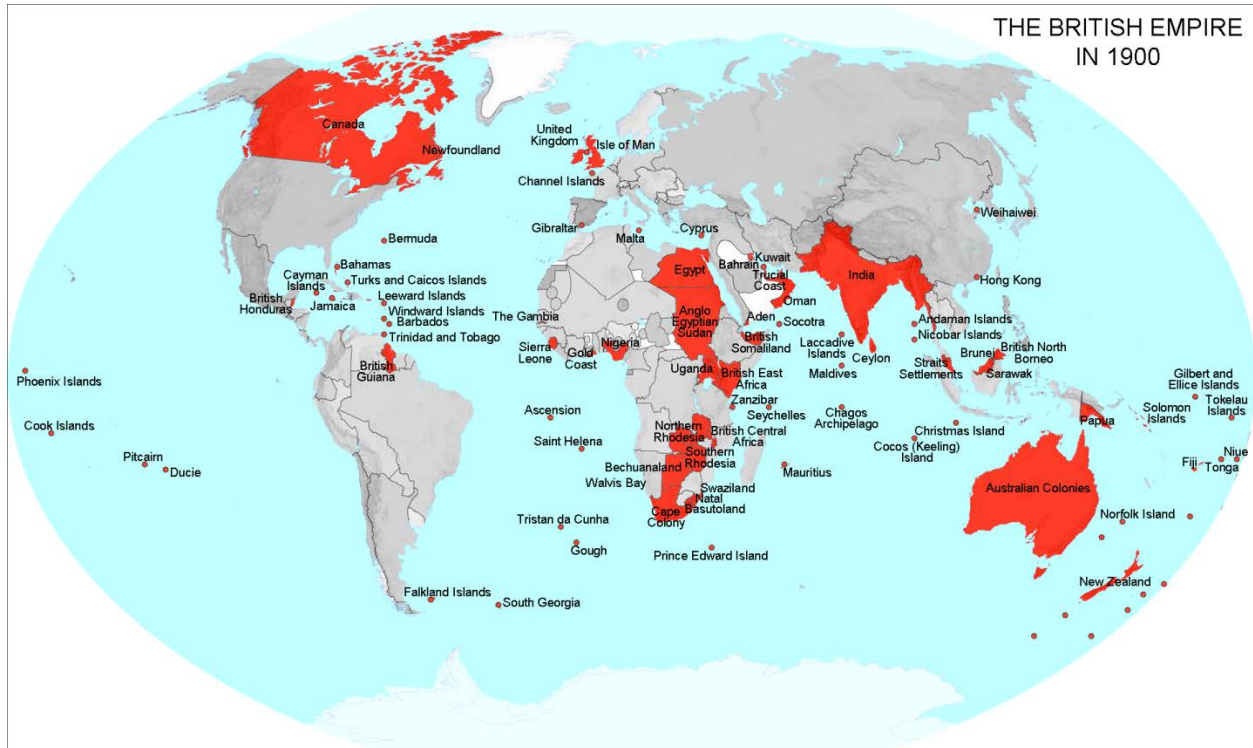 THE BRITISH EMPIRE
IN 1900
Canada
Newfoundland
United
Kingdom
Isle of Man
Channel Islands
Gibraltar
Malta
Cyprus
Weihaiwei
Hong Kong
Bermuda
Bahamas
Turks and Caicos Islands
Cayman
Islands
Jamaica
British
Honduras
Leeward Islands
Windward Islands
Barbados
Trinidad and Tobago
British
Guiana
The Gambia
Sierra
Leone
Gold
Coast
Nigeria
Egypt
Anglo
Egyptian
Sudan
Kuwait
Bahrain
Trucial
Coast
Oman
Aden
Socotra
British
Somaliland
Uganda
British East
Africa
Zanzibar
Seychelles
India
Laccadive
Islands
Maldives
Ceylon
Andaman Islands
Nicobar Islands
Straits
Settlements
Brunei
British North
Borneo
Sarawak
Chagos
Archipelago
Christmas Island
Cocos (Keeling)
Island
Phoenix Islands
Cook Islands
Pitcairn
Ducie
Ascension
Saint Helena
Northern
Rhodesia
British Central
Africa
Southern
Rhodesia
Bechuanaland
Walvis Bay
Swaziland
Natal
Basutoland
Cape
Colony
Mauritius
Tristan da Cunha
Gough
Prince Edward Island
Falkland Islands
South Georgia
Gilbert and
Ellice Islands
Tokelau
Islands
Solomon
Islands
Papua
Niue
Fiji
Tonga
Australian Colonies
Norfolk Island
New Zealand